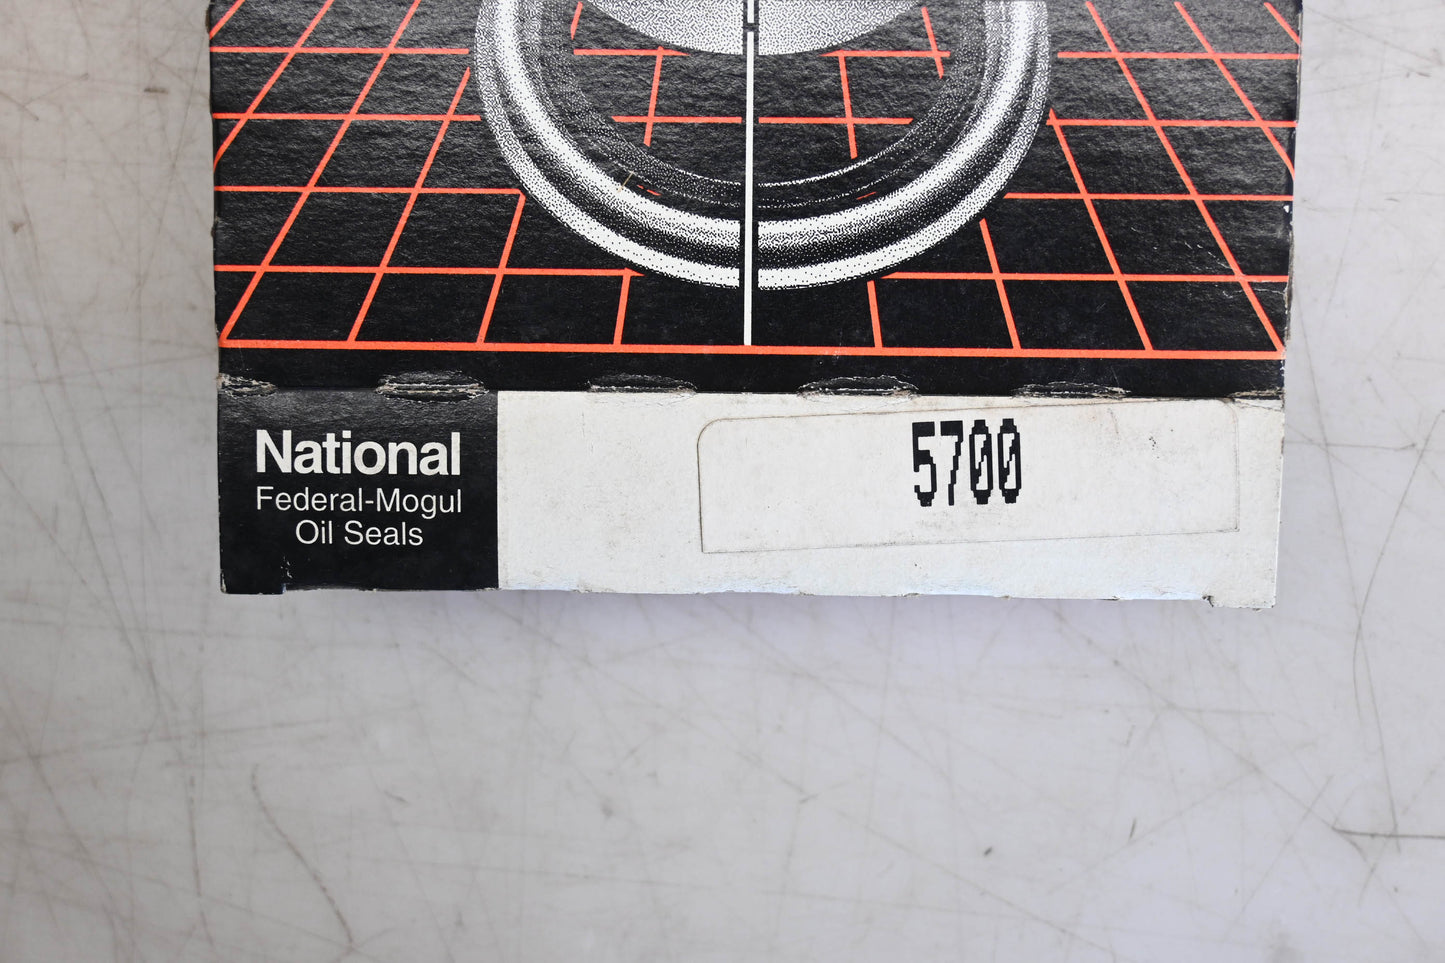 National
Federal-Mogul
Oil Seals
5700